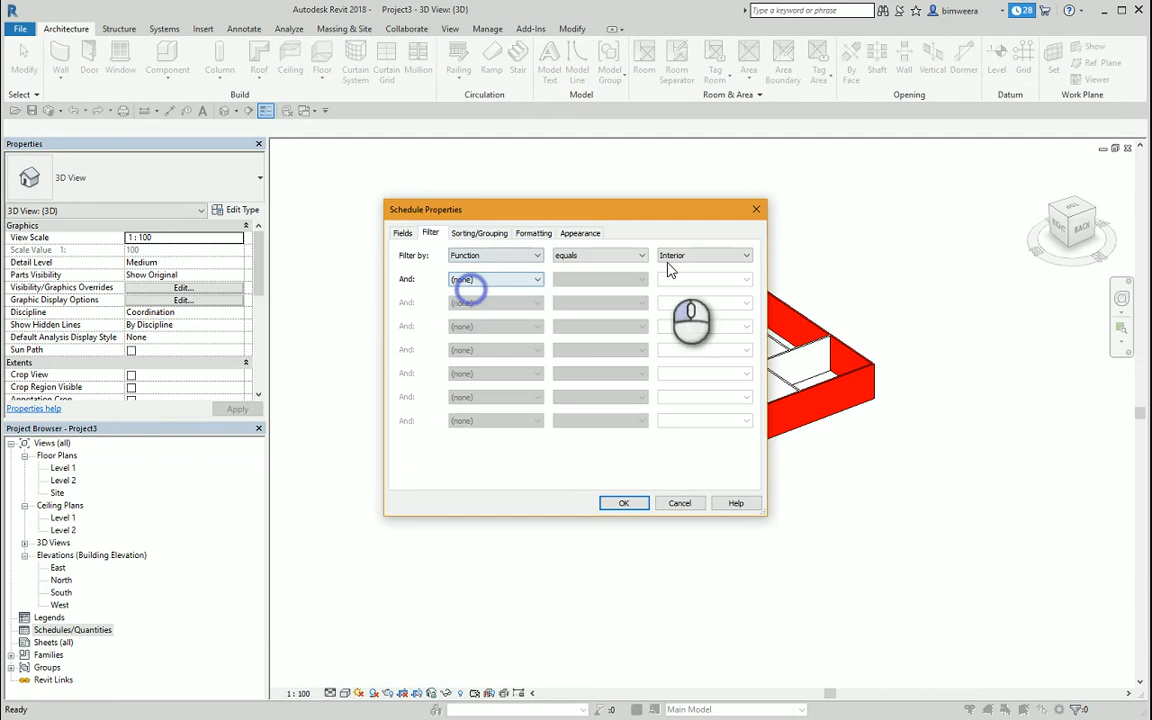 Autodesk Revit 2018 - Project3 - 3D View: {3D}
Type a keyword or phrase
bimweera
28
File Architecture Structure Systems Insert Annotate Analyze Massing & Site Collaborate View Manage Add-Ins Modify
Modify Wall Door Window Component Column Roof Ceiling Floor Curtain System Curtain Grid Mullion Railing Ramp Stair Model Text Model Line Model Group Room Room Separator Tag Room Area Area Boundary Tag Area By Face Shaft Wall Vertical Dormer Level Grid Set Show Ref Plane Viewer
Select Build Circulation Model Room & Area Opening Datum Work Plane
Properties
3D View
3D View: {3D} Edit Type
Graphics
View Scale 1 : 100
Scale Value 1: 100
Detail Level Medium
Parts Visibility Show Original
Visibility/Graphics Overrides Edit...
Graphic Display Options Edit...
Discipline Coordination
Show Hidden Lines By Discipline
Default Analysis Display Style None
Sun Path
Extents
Crop View
Crop Region Visible
Annotation Crop
Properties help Apply
Project Browser - Project3
Views (all)
Floor Plans
Level 1
Level 2
Site
Ceiling Plans
Level 1
Level 2
3D Views
Elevations (Building Elevation)
East
North
South
West
Legends
Schedules/Quantities
Sheets (all)
Families
Groups
Revit Links
Schedule Properties
Fields Filter Sorting/Grouping Formatting Appearance
Filter by: Function equals Interior
And: (none)
And: (none)
And: (none)
And: (none)
And: (none)
And: (none)
And: (none)
OK Cancel Help
RIGHT BACK
1 : 100
Ready
:0
Main Model
:0